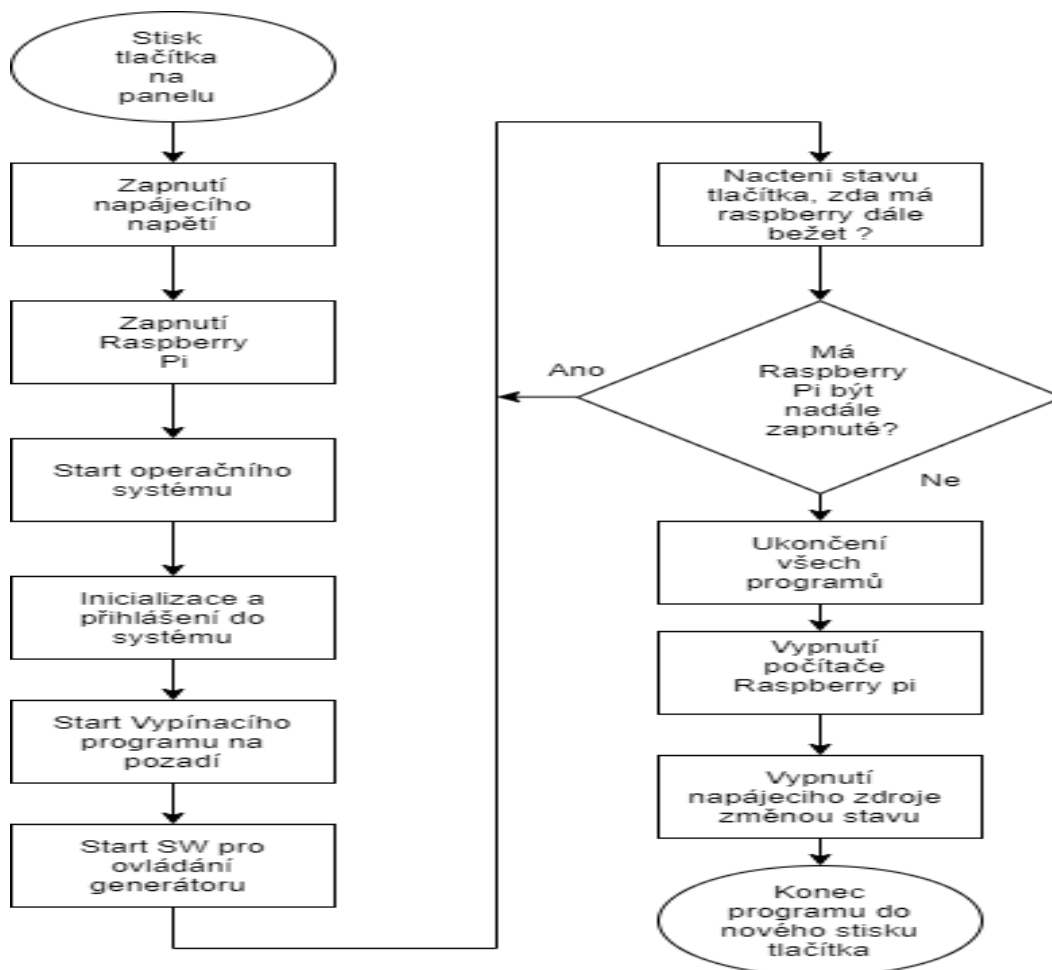 Stisk
tlačítka
na
panelu
Zapnutí
napájecího
napětí
Zapnutí
Raspberry
Pi
Start operačního
systému
Inicializace a
přihlášení do
systému
Start Vypínacího
programu na
pozadí
Start SW pro
ovládání
generátoru
Nacteni stavu
tlačítka, zda má
raspberry dále
bežet ?
Má
Raspberry
Pi být
nadále
zapnuté?
Ano
Ne
Ukončení
všech
programů
Vypnutí
počítače
Raspberry pi
Vypnutí
napájeciho zdroje
změnou stavu
Konec
programu do
nového stisku
tlačítka